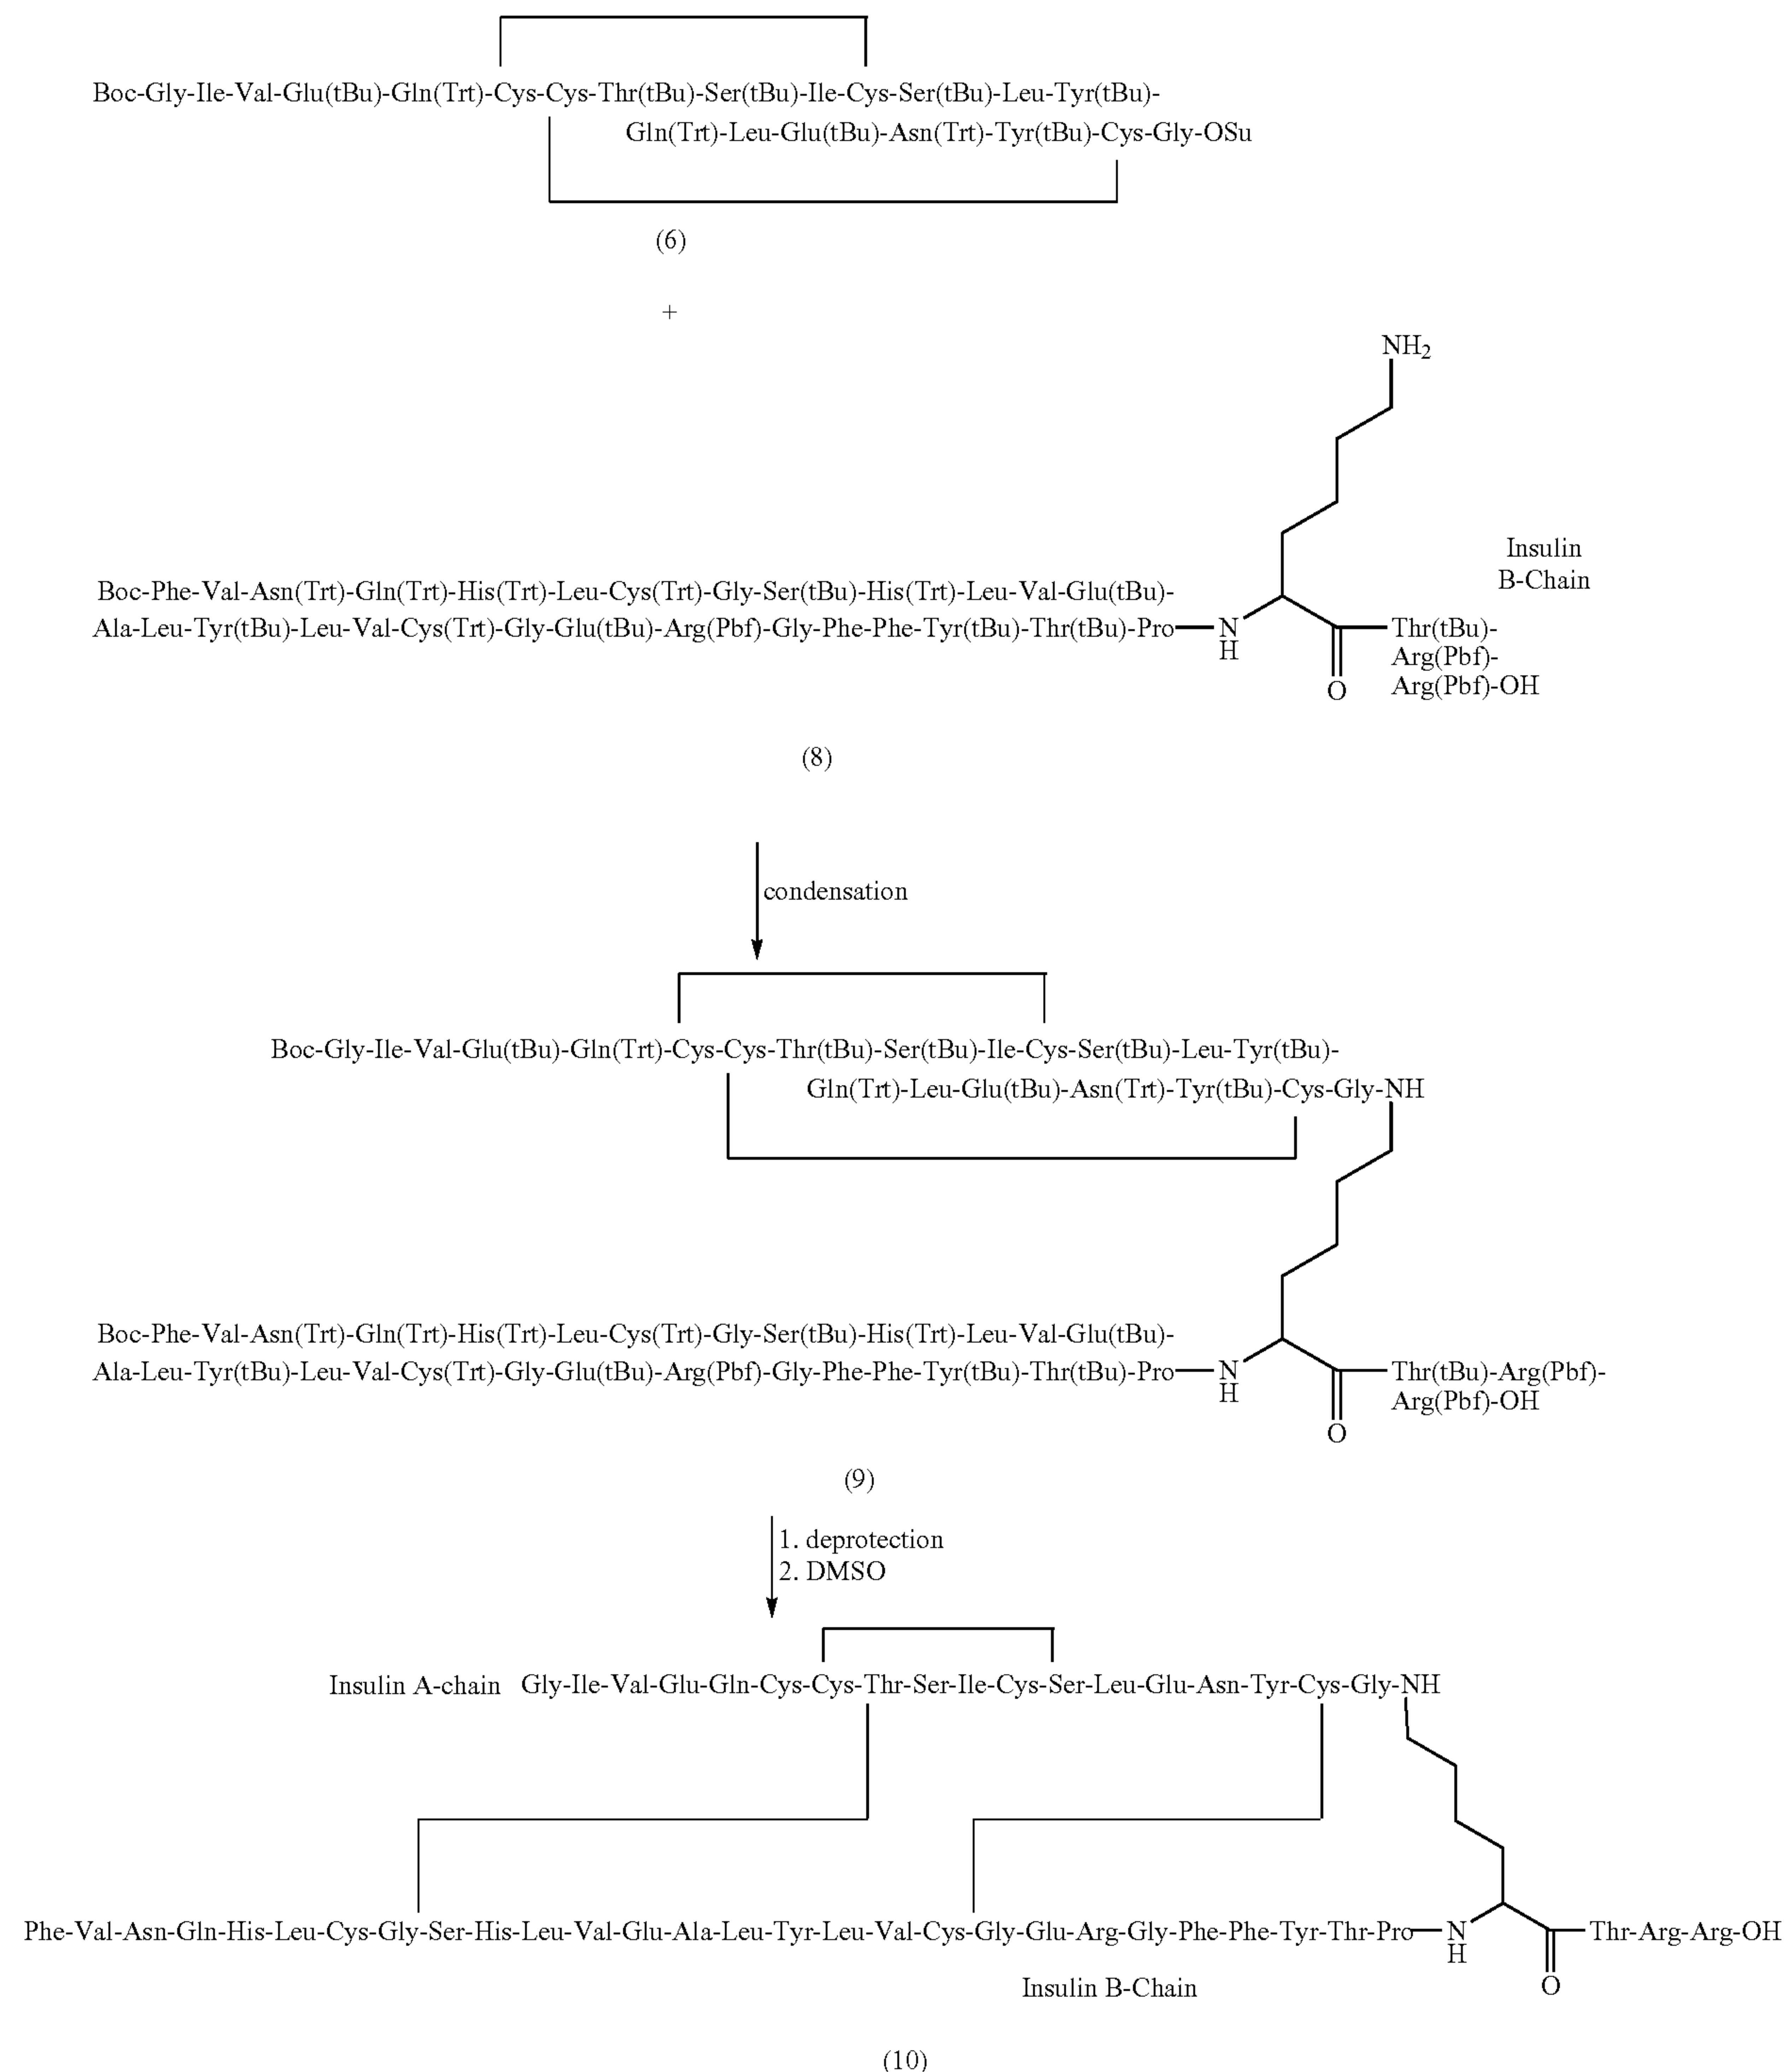 Boc-Gly-Ile-Val-Glu(tBu)-Gln(Trt)-Cys-Cys-Thr(tBu)-Ser(tBu)-Ile-Cys-Ser(tBu)-Leu-Tyr(tBu)-
Gln(Trt)-Leu-Glu(tBu)-Asn(Trt)-Tyr(tBu)-Cys-Gly-OSu
(6)
+
NH2
Insulin
B-Chain
Boc-Phe-Val-Asn(Trt)-Gln(Trt)-His(Trt)-Leu-Cys(Trt)-Gly-Ser(tBu)-His(Trt)-Leu-Val-Glu(tBu)-
Ala-Leu-Tyr(tBu)-Leu-Val-Cys(Trt)-Gly-Glu(tBu)-Arg(Pbf)-Gly-Phe-Phe-Tyr(tBu)-Thr(tBu)-Pro
N
H
O
Thr(tBu)-
Arg(Pbf)-
Arg(Pbf)-OH
(8)
condensation
Boc-Gly-Ile-Val-Glu(tBu)-Gln(Trt)-Cys-Cys-Thr(tBu)-Ser(tBu)-Ile-Cys-Ser(tBu)-Leu-Tyr(tBu)-
Gln(Trt)-Leu-Glu(tBu)-Asn(Trt)-Tyr(tBu)-Cys-Gly-NH
Boc-Phe-Val-Asn(Trt)-Gln(Trt)-His(Trt)-Leu-Cys(Trt)-Gly-Ser(tBu)-His(Trt)-Leu-Val-Glu(tBu)-
Ala-Leu-Tyr(tBu)-Leu-Val-Cys(Trt)-Gly-Glu(tBu)-Arg(Pbf)-Gly-Phe-Phe-Tyr(tBu)-Thr(tBu)-Pro
N
H
O
Thr(tBu)-Arg(Pbf)-
Arg(Pbf)-OH
(9)
1. deprotection
2. DMSO
Insulin A-chain Gly-Ile-Val-Glu-Gln-Cys-Cys-Thr-Ser-Ile-Cys-Ser-Leu-Glu-Asn-Tyr-Cys-Gly-NH
Phe-Val-Asn-Gln-His-Leu-Cys-Gly-Ser-His-Leu-Val-Glu-Ala-Leu-Tyr-Leu-Val-Cys-Gly-Glu-Arg-Gly-Phe-Phe-Tyr-Thr-Pro
N
H
O
Thr-Arg-Arg-OH
Insulin B-Chain
(10)